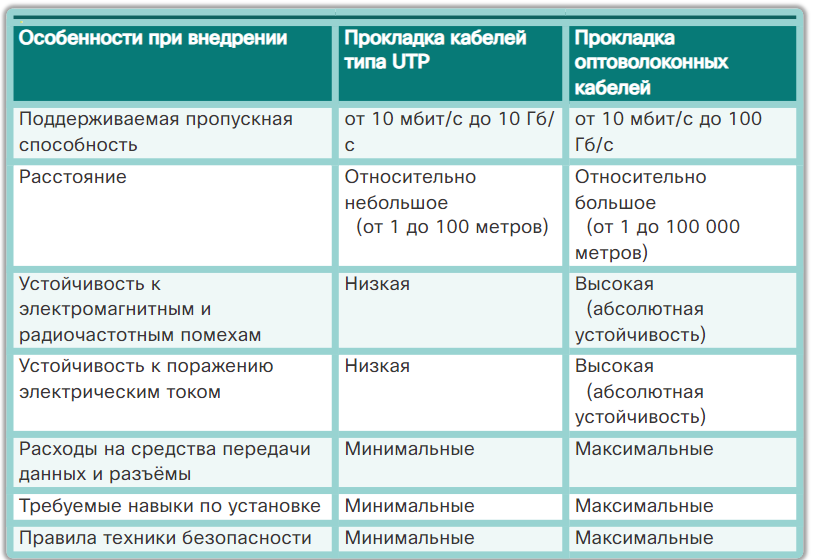 Особенности при внедрении
Прокладка кабелей
типа UTP
Прокладка
оптоволоконных
кабелей
Поддерживаемая пропускная
способность
от 10 мбит/с до 10 Гб/
с
от 10 мбит/с до 100
Гб/с
Расстояние
Относительно
небольшое
(от 1 до 100 метров)
Относительно
большое
(от 1 до 100 000
метров)
Устойчивость к
электромагнитным и
радиочастотным помехам
Низкая
Высокая
(абсолютная
устойчивость)
Устойчивость к поражению
электрическим током
Низкая
Высокая
(абсолютная
устойчивость)
Расходы на средства передачи
данных и разъёмы
Минимальные
Максимальные
Требуемые навыки по установке
Минимальные
Максимальные
Правила техники безопасности
Минимальные
Максимальные